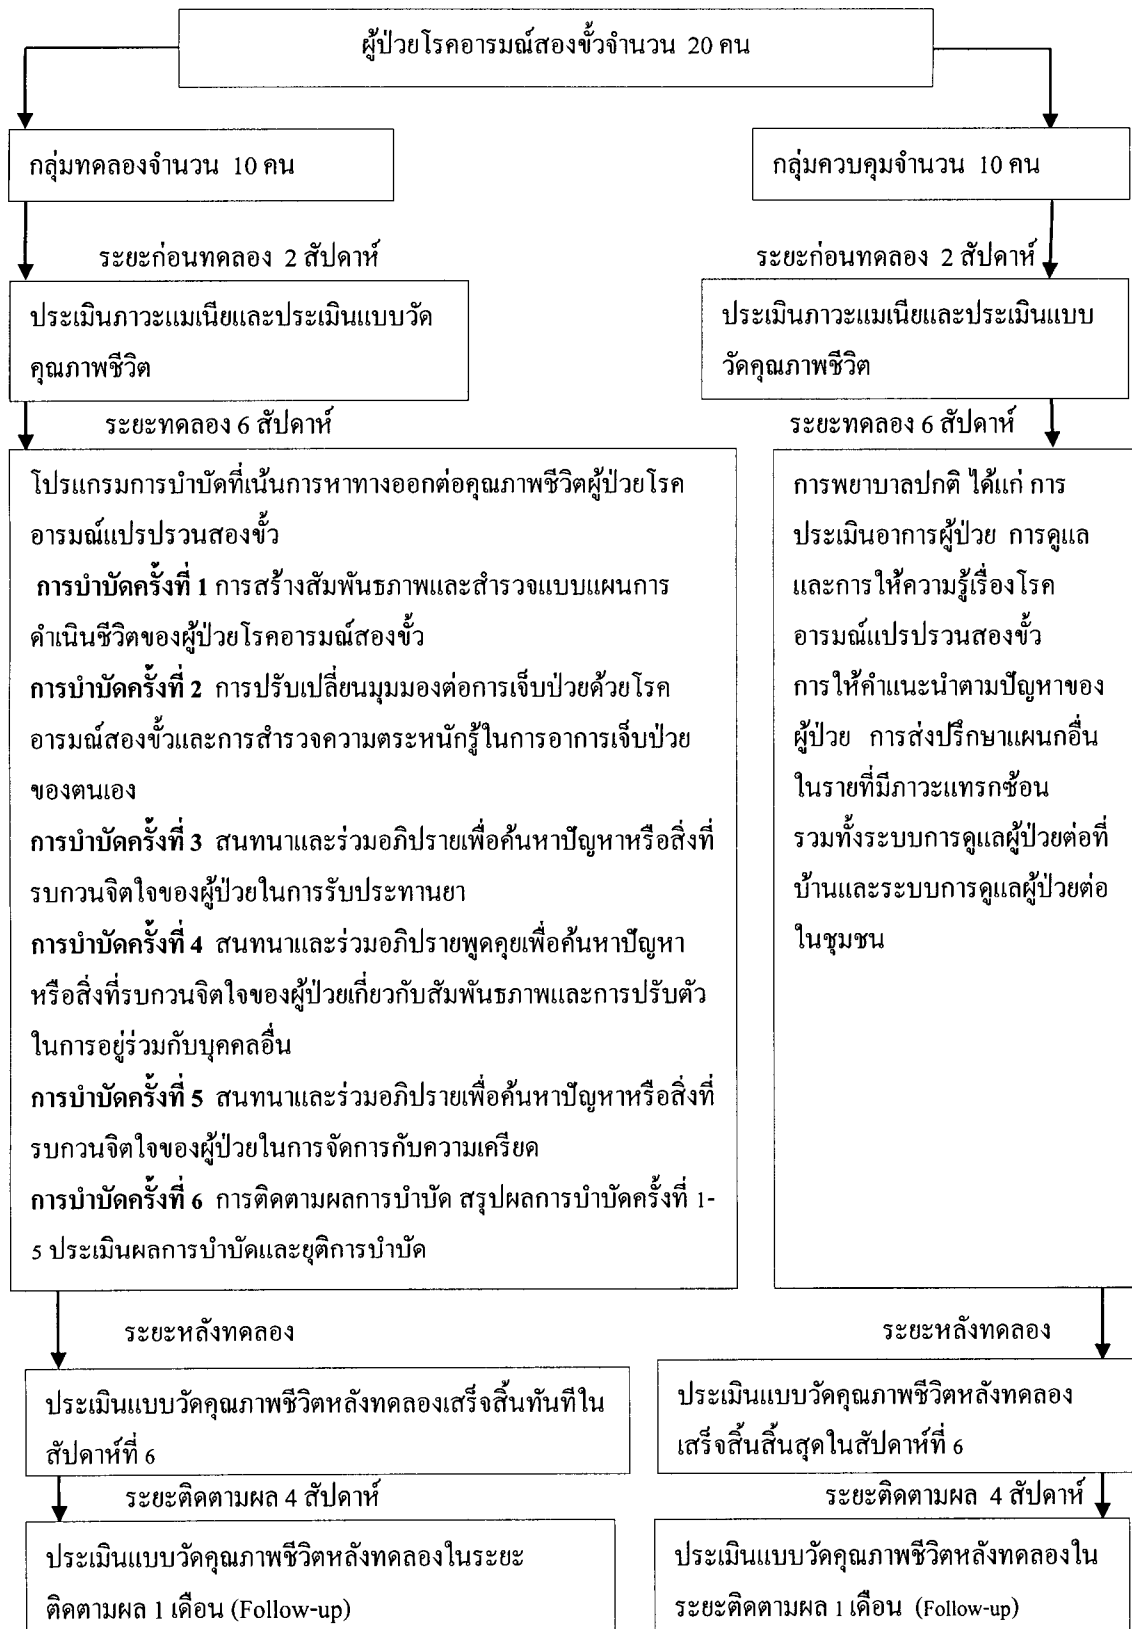 ผู้ป่วยโรคอารมณ์สองขั้วจำนวน 20 คน
กลุ่มทดลองจำนวน 10 คน
กลุ่มควบคุมจำนวน 10 คน
ระยะก่อนทดลอง 2 สัปดาห์
ระยะก่อนทดลอง 2 สัปดาห์
ประเมินภาวะแมเนียและประเมินแบบวัด
คุณภาพชีวิต
ประเมินภาวะแมเนียและประเมินแบบ
วัดคุณภาพชีวิต
ระยะทดลอง 6 สัปดาห์
ระยะทดลอง 6 สัปดาห์
โปรแกรมการบำบัดที่เน้นการหาทางออกต่อคุณภาพชีวิตผู้ป่วยโรค
อารมณ์แปรปรวนสองขั้ว
การบำบัดครั้งที่ 1 การสร้างสัมพันธภาพและสำรวจแบบแผนการ
ดำเนินชีวิตของผู้ป่วยโรคอารมณ์สองขั้ว
การบำบัดครั้งที่ 2 การปรับเปลี่ยนมุมมองต่อการเจ็บป่วยด้วยโรค
อารมณ์สองขั้วและการสำรวจความตระหนักรู้ในการอาการเจ็บป่วย
ของตนเอง
การบำบัดครั้งที่ 3 สนทนาและร่วมอภิปรายเพื่อค้นหาปัญหาหรือสิ่งที่
รบกวนจิตใจของผู้ป่วยในการรับประทานยา
การบำบัดครั้งที่ 4 สนทนาและร่วมอภิปรายพูดคุยเพื่อค้นหาปัญหา
หรือสิ่งที่รบกวนจิตใจของผู้ป่วยเกี่ยวกับสัมพันธภาพและการปรับตัว
ในการอยู่ร่วมกับบุคคลอื่น
การบำบัดครั้งที่ 5 สนทนาและร่วมอภิปรายเพื่อค้นหาปัญหาหรือสิ่งที่
รบกวนจิตใจของผู้ป่วยในการจัดการกับความเครียด
การบำบัดครั้งที่ 6 การติดตามผลการบำบัด สรุปผลการบำบัดครั้งที่ 1-
5 ประเมินผลการบำบัดและยุติการบำบัด
การพยาบาลปกติ ได้แก่ การ
ประเมินอาการผู้ป่วย การดูแล
และการให้ความรู้เรื่องโรค
อารมณ์แปรปรวนสองขั้ว
การให้คำแนะนำตามปัญหาของ
ผู้ป่วย การส่งปรึกษาแผนกอื่น
ในรายที่มีภาวะแทรกซ้อน
รวมทั้งระบบการดูแลผู้ป่วยต่อที่
บ้านและระบบการดูแลผู้ป่วยต่อ
ในชุมชน
ระยะหลังทดลอง
ระยะหลังทดลอง
ประเมินแบบวัดคุณภาพชีวิตหลังทดลองเสร็จสิ้นทันทีใน
สัปดาห์ที่ 6
ประเมินแบบวัดคุณภาพชีวิตหลังทดลอง
เสร็จสิ้นสิ้นสุดในสัปดาห์ที่ 6
ระยะติดตามผล 4 สัปดาห์
ระยะติดตามผล 4 สัปดาห์
ประเมินแบบวัดคุณภาพชีวิตหลังทดลองในระยะ
ติดตามผล 1 เดือน (Follow-up)
ประเมินแบบวัดคุณภาพชีวิตหลังทดลองใน
ระยะติดตามผล 1 เดือน (Follow-up)